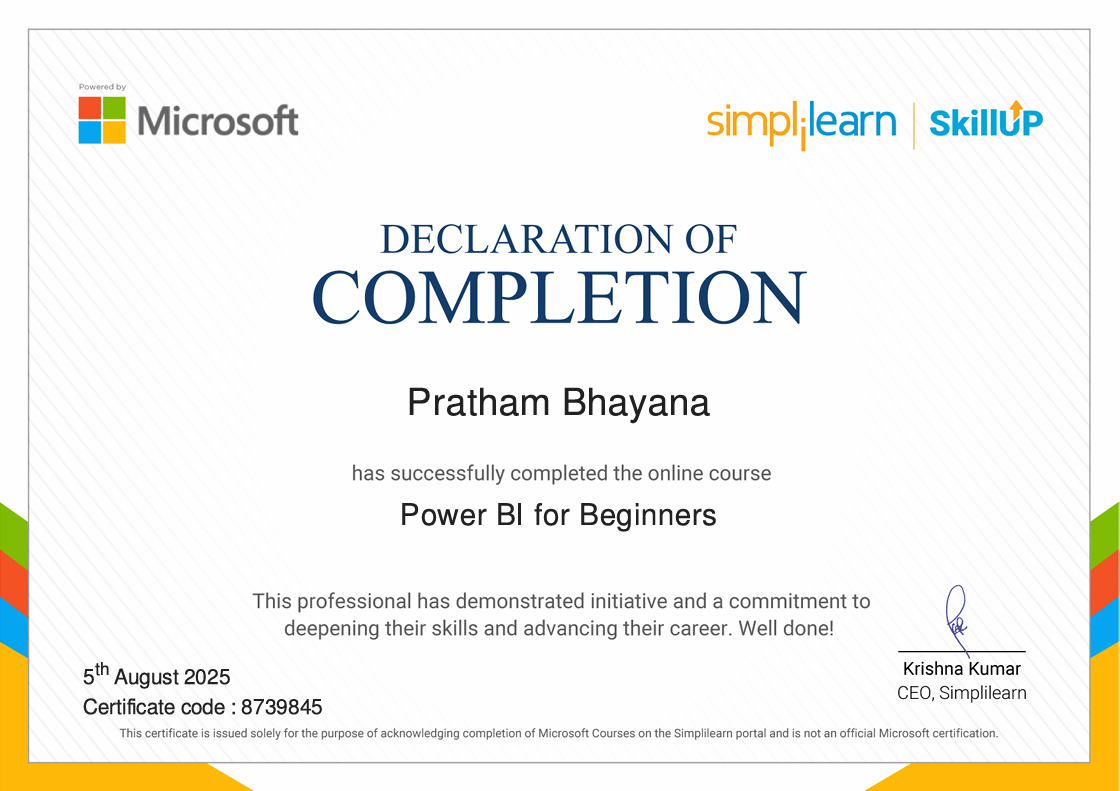 Powered by
Microsoft
simplilearn | SkillUP
DECLARATION OF
COMPLETION
Pratham Bhayana
has successfully completed the online course
Power BI for Beginners
This professional has demonstrated initiative and a commitment to
deepening their skills and advancing their career. Well done!
5th August 2025
Certificate code : 8739845
Krishna Kumar
CEO, Simplilearn
This certificate is issued solely for the purpose of acknowledging completion of Microsoft Courses on the Simplilearn portal and is not an official Microsoft certification.